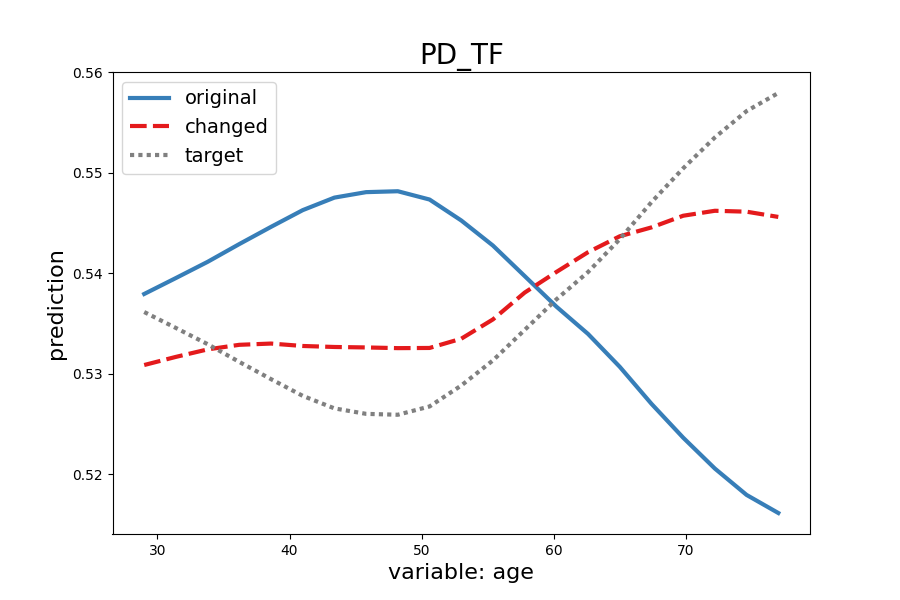 PD_TF
0.56
0.55
0.54
0.53
0.52
prediction
original
changed
target
30 40 50 60 70
variable: age